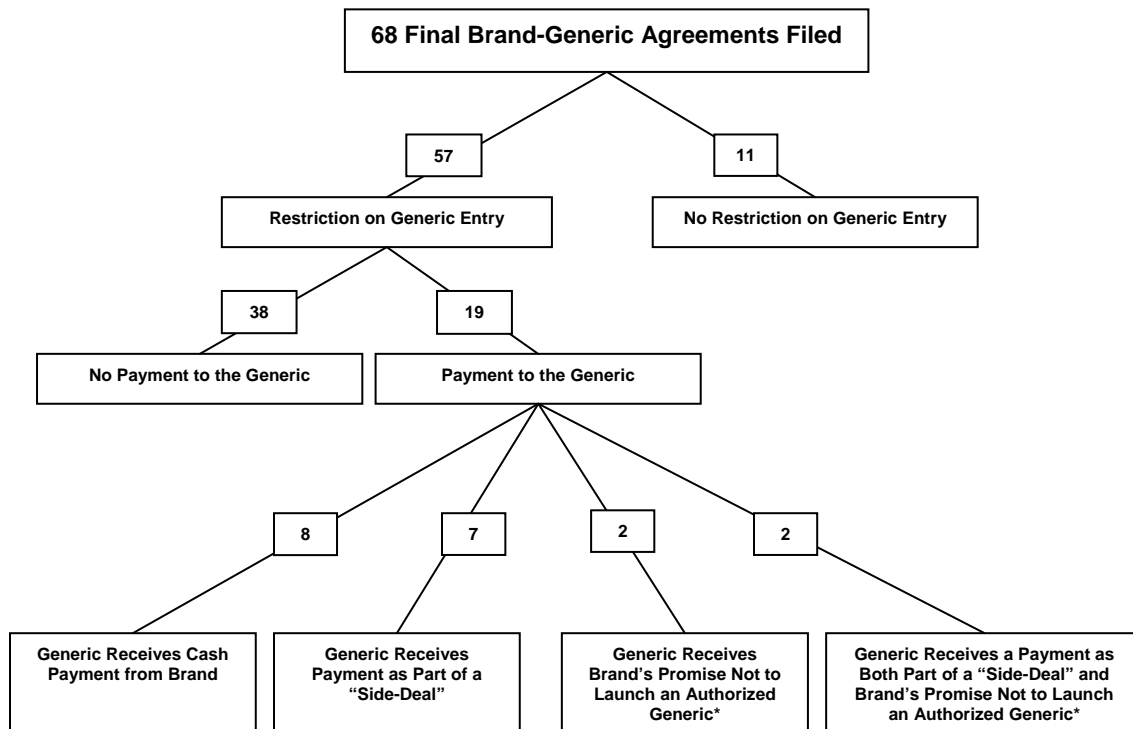 68 Final Brand-Generic Agreements Filed
57
11
Restriction on Generic Entry
No Restriction on Generic Entry
38
19
No Payment to the Generic
Payment to the Generic
8
7
2
2
Generic Receives Cash
Payment from Brand
Generic Receives
Payment as Part of a
“Side-Deal”
Generic Receives
Brand’s Promise Not to
Launch an Authorized
Generic*
Generic Receives a Payment as
Both Part of a “Side-Deal” and
Brand’s Promise Not to Launch
an Authorized Generic*